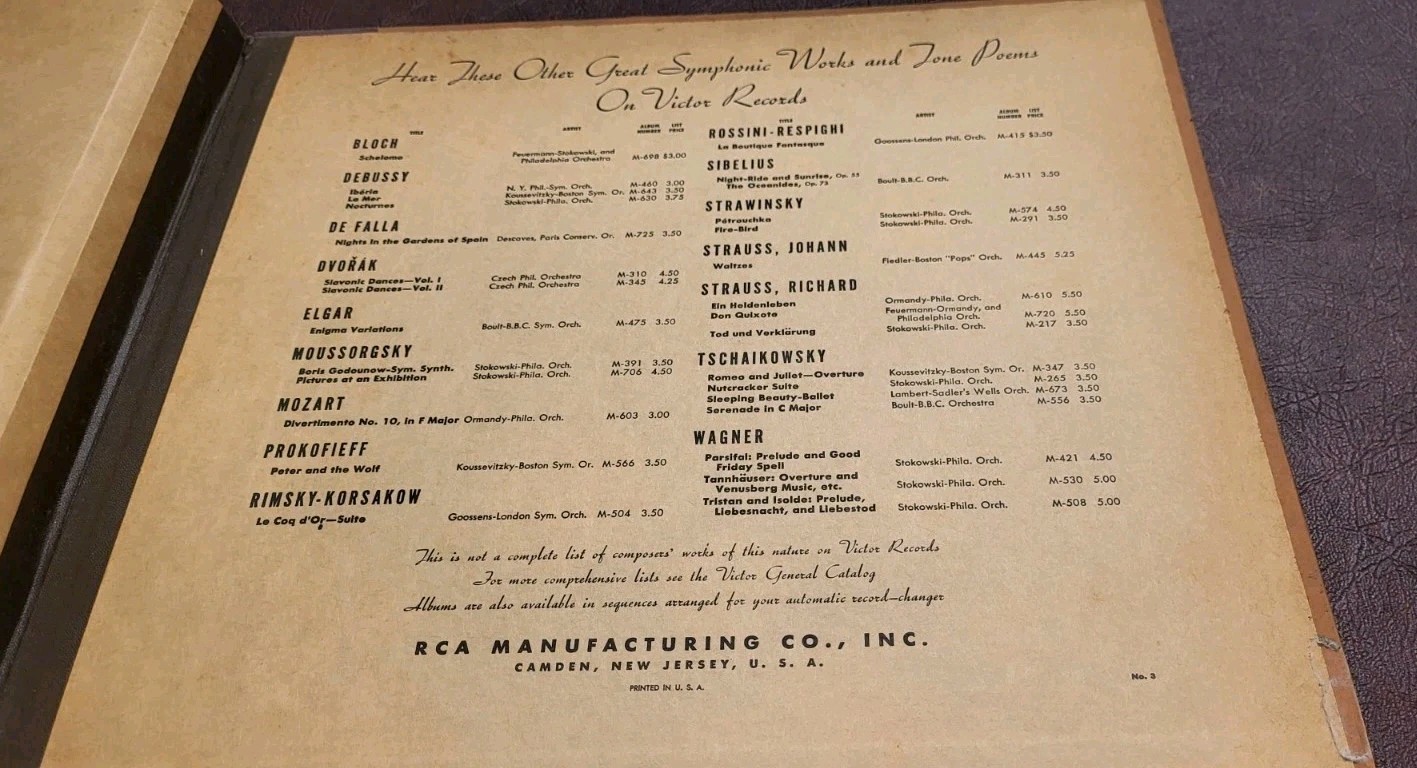 Hear These Other Great Symphonic Works and Tone Poems
On Victor Records
TITLE ARTIST ALBUM NUMBER LIST PRICE
BLOCH
Schelomo Feuermann-Stokowski, and Philadelphia Orchestra M-698 $3.00
DEBUSSY
Ibéria N. Y. Phil.-Sym. Orch. M-460 3.00
La Mer Koussevitzky-Boston Sym. Or. M-643 3.50
Nocturnes Stokowski-Phila. Orch. M-630 3.75
DE FALLA
Nights in the Gardens of Spain Descaves, Paris Conserv. Or. M-725 3.50
DVOŘÁK
Slavonic Dances—Vol. I Czech Phil. Orchestra M-310 4.50
Slavonic Dances—Vol. II Czech Phil. Orchestra M-345 4.25
ELGAR
Enigma Variations Boult-B.B.C. Sym. Orch. M-475 3.50
MOUSSORGSKY
Boris Godounow-Sym. Synth. Stokowski-Phila. Orch. M-391 3.50
Pictures at an Exhibition Stokowski-Phila. Orch. M-706 4.50
MOZART
Divertimento No. 10, in F Major Ormandy-Phila. Orch. M-603 3.00
PROKOFIEFF
Peter and the Wolf Koussevitzky-Boston Sym. Or. M-566 3.50
RIMSKY-KORSAKOW
Le Coq d'Or—Suite Goossens-London Sym. Orch. M-504 3.50
TITLE ARTIST ALBUM NUMBER LIST PRICE
ROSSINI-RESPIGHI
La Boutique Fantasque Goossens-London Phil. Orch. M-415 $3.50
SIBELIUS
Night-Ride and Sunrise, Op. 55
The Oceanides, Op. 73 Boult-B.B.C. Orch. M-311 3.50
STRAWINSKY
Pétrouchka Stokowski-Phila. Orch. M-574 4.50
Fire-Bird Stokowski-Phila. Orch. M-291 3.50
STRAUSS, JOHANN
Waltzes Fiedler-Boston "Pops" Orch. M-445 5.25
STRAUSS, RICHARD
Ein Heldenleben Ormandy-Phila. Orch. M-610 5.50
Don Quixote Feuermann-Ormandy, and Philadelphia Orch. M-720 5.50
Tod und Verklärung Stokowski-Phila. Orch. M-217 3.50
TSCHAIKOWSKY
Romeo and Juliet—Overture Koussevitzky-Boston Sym. Or. M-347 3.50
Nutcracker Suite Stokowski-Phila. Orch. M-265 3.50
Sleeping Beauty-Ballet Lambert-Sadler's Wells Orch. M-673 3.50
Serenade in C Major Boult-B.B.C. Orchestra M-556 3.50
WAGNER
Parsifal: Prelude and Good
Friday Spell Stokowski-Phila. Orch. M-421 4.50
Tannhäuser: Overture and
Venusberg Music, etc. Stokowski-Phila. Orch. M-530 5.00
Tristan and Isolde: Prelude,
Liebesnacht, and Liebestod Stokowski-Phila. Orch. M-508 5.00
This is not a complete list of composers' works of this nature on Victor Records
For more comprehensive lists see the Victor General Catalog
Albums are also available in sequences arranged for your automatic record—changer
RCA MANUFACTURING CO., INC.
CAMDEN, NEW JERSEY, U. S. A.
PRINTED IN U. S. A.
No. 3